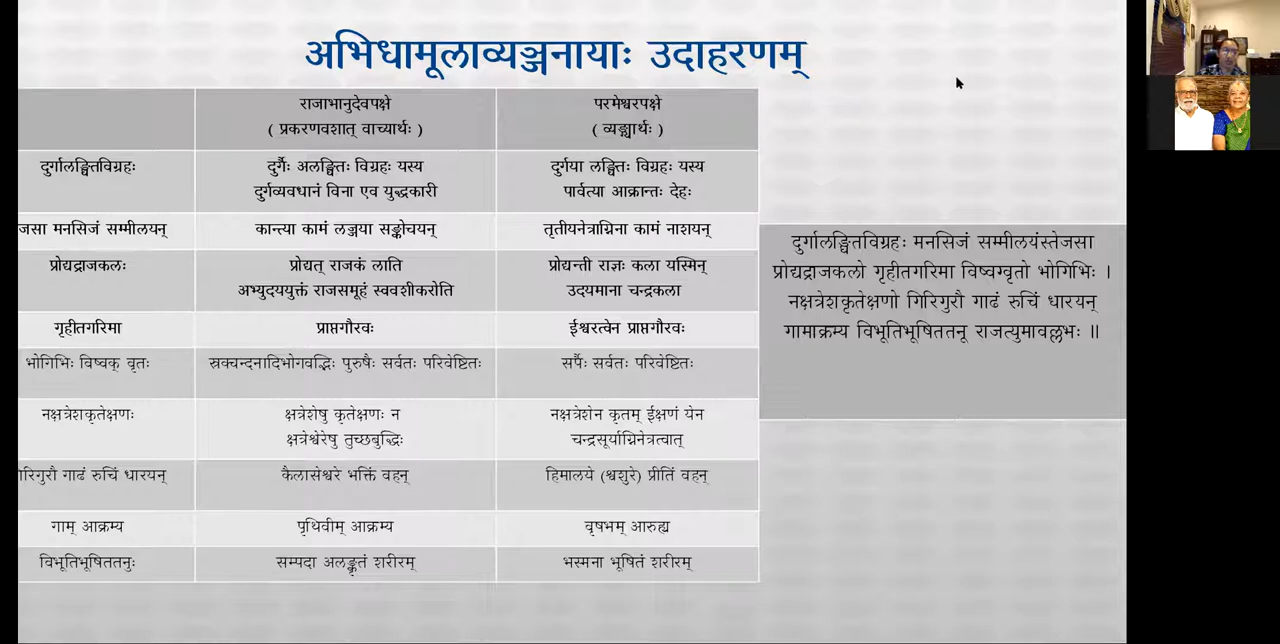 अभिधामूलाव्यञ्जनायाः उदाहरणम्
राजाभानुदेवपक्षे
( प्रकरणवशात् वाच्यार्थः )
परमेश्वरपक्षे
( व्यङ्ग्यार्थः )
दुर्गालङ्घितविग्रहः
दुर्गैः अलङ्घितः विग्रहः यस्य
दुर्गव्यवधानं विना एव युद्धकारी
दुर्गया लङ्घितः विग्रहः यस्य
पार्वत्या आक्रान्तः देहः
जसा मनसिजं सम्मीलयन्
कान्त्या कामं लज्जया सङ्कोचयन्
तृतीयनेत्राग्निना कामं नाशयन्
प्रोद्यद्राजकलः
प्रोद्यत् राजकं लाति
अभ्युदययुक्तं राजसमूहं स्ववशीकरोति
प्रोद्यन्ती राज्ञः कला यस्मिन्
उदयमाना चन्द्रकला
गृहीतगरिमा
प्राप्तगौरवः
ईश्वरत्वेन प्राप्तगौरवः
भोगिभिः विष्वक् वृतः
स्रक्चन्दनादिभोगवद्भिः पुरुषैः सर्वतः परिवेष्टितः
सर्पैः सर्वतः परिवेष्टितः
नक्षत्रेशकृतेक्षणः
क्षत्रेशेषु कृतेक्षणः न
क्षत्रेश्वरेषु तुच्छबुद्धिः
नक्षत्रेशेन कृतम् ईक्षणं येन
चन्द्रसूर्याग्निनेत्रत्वात्
गिरिगुरौ गाढं रुचिं धारयन्
कैलासेश्वरे भक्तिं वहन्
हिमालये (श्वशुरे) प्रीतिं वहन्
गाम् आक्रम्य
पृथिवीम् आक्रम्य
वृषभम् आरुह्य
विभूतिभूषिततनुः
सम्पदा अलङ्कृतं शरीरम्
भस्मना भूषितं शरीरम्
दुर्गालङ्घितविग्रहः मनसिजं सम्मीलयंस्तेजसा
प्रोद्यद्राजकलो गृहीतगरिमा विष्वग्वृतो भोगिभिः ।
नक्षत्रेशकृतेक्षणो गिरिगुरौ गाढं रुचिं धारयन्
गामाक्रम्य विभूतिभूषिततनू राजत्युमावल्लभः ॥